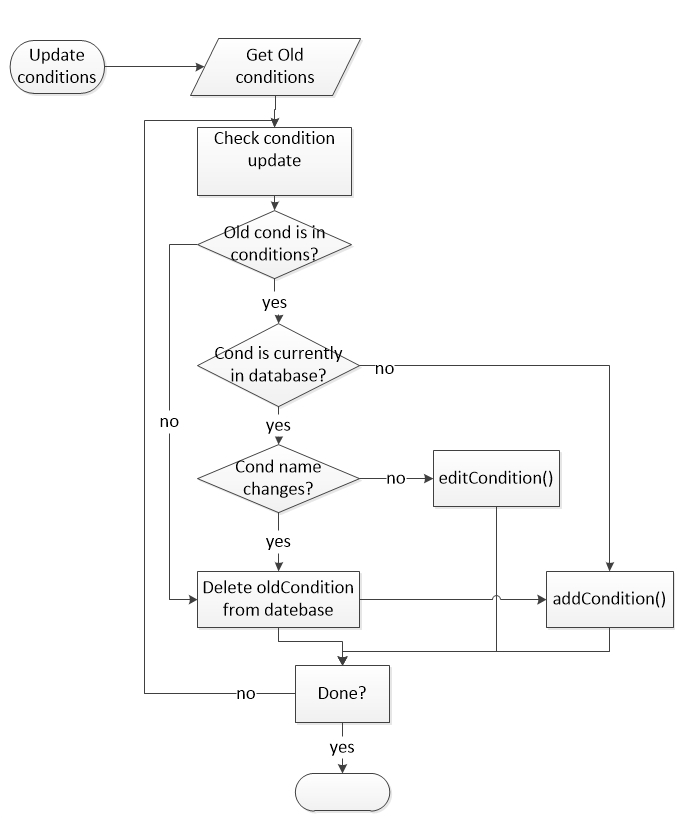 Update
conditions
Get Old
conditions
Check condition
update
Old cond is in
conditions?
yes
Cond is currently
in database?
no
no
yes
Cond name
changes?
no
editCondition()
yes
Delete oldCondition
from datebase
addCondition()
no
Done?
yes